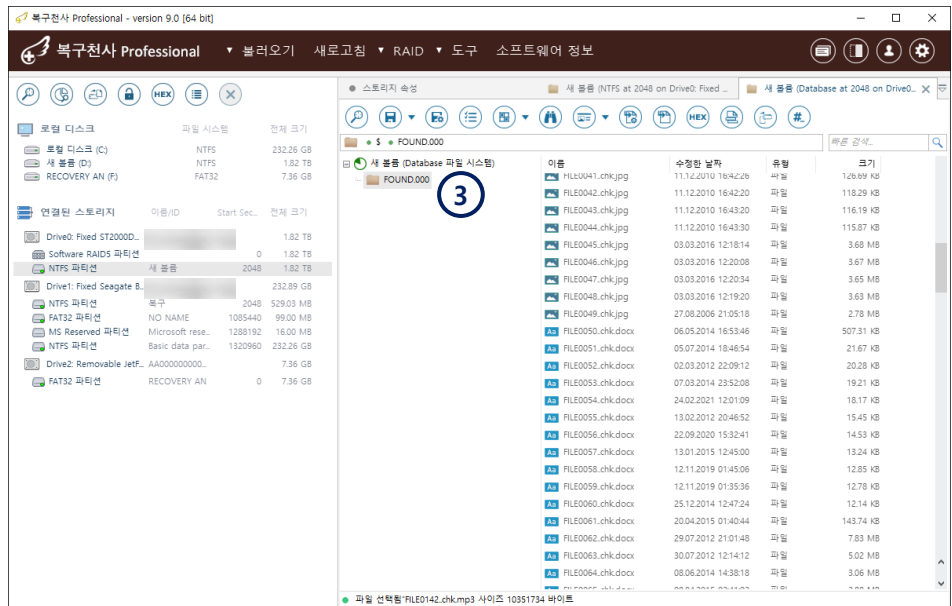 복구천사 Professional - version 9.0 [64 bit]
복구천사 Professional ▼ 불러오기 새로고침 ▼ RAID ▼ 도구 소프트웨어 정보
HEX
로컬 디스크 파일 시스템 전체 크기
로컬 디스크 (C:) NTFS 232.26 GB
새 볼륨 (D:) NTFS 1.82 TB
RECOVERY AN (F:) FAT32 7.36 GB
연결된 스토리지 이름/ID Start Sec... 전체 크기
Drive0: Fixed ST2000D... 1.82 TB
Software RAID5 파티션 0 1.82 TB
NTFS 파티션 새 볼륨 2048 1.82 TB
Drive1: Fixed Seagate B... 232.89 GB
NTFS 파티션 복구 2048 529.03 MB
FAT32 파티션 NO NAME 1085440 99.00 MB
MS Reserved 파티션 Microsoft rese... 1288192 16.00 MB
NTFS 파티션 Basic data par... 1320960 232.26 GB
Drive2: Removable JetF... AA000000000... 7.36 GB
FAT32 파티션 RECOVERY AN 0 7.36 GB
스토리지 속성 새 볼륨 (NTFS at 2048 on Drive0: Fixed ... 새 볼륨 (Database at 2048 on Drive0...
HEX #_
$ FOUND.000 빠른 검색...
새 볼륨 (Database 파일 시스템)
FOUND.000
3
이름 수정한 날짜 유형 크기
FILE0041.chk.jpg 11.12.2010 16:42:26 파일 126.69 KB
FILE0042.chk.jpg 11.12.2010 16:42:20 파일 118.29 KB
FILE0043.chk.jpg 11.12.2010 16:43:20 파일 116.19 KB
FILE0044.chk.jpg 11.12.2010 16:43:30 파일 115.87 KB
FILE0045.chk.jpg 03.03.2016 12:18:14 파일 3.68 MB
FILE0046.chk.jpg 03.03.2016 12:20:08 파일 3.67 MB
FILE0047.chk.jpg 03.03.2016 12:20:34 파일 3.65 MB
FILE0048.chk.jpg 03.03.2016 12:19:20 파일 3.63 MB
FILE0049.chk.jpg 27.08.2006 21:05:18 파일 2.78 MB
Aa FILE0050.chk.docx 06.05.2014 16:53:46 파일 507.31 KB
Aa FILE0051.chk.docx 05.07.2014 18:46:54 파일 21.67 KB
Aa FILE0052.chk.docx 02.03.2012 22:09:12 파일 20.28 KB
Aa FILE0053.chk.docx 07.03.2014 23:52:08 파일 19.21 KB
Aa FILE0054.chk.docx 24.02.2021 12:01:09 파일 18.17 KB
Aa FILE0055.chk.docx 13.02.2012 20:46:52 파일 15.45 KB
Aa FILE0056.chk.docx 22.09.2020 15:32:41 파일 14.53 KB
Aa FILE0057.chk.docx 13.01.2015 12:45:00 파일 13.24 KB
Aa FILE0058.chk.docx 12.11.2019 01:45:06 파일 12.85 KB
Aa FILE0059.chk.docx 12.11.2019 01:35:36 파일 12.78 KB
Aa FILE0060.chk.docx 25.12.2014 12:47:24 파일 12.14 KB
Aa FILE0061.chk.docx 20.04.2015 01:40:44 파일 143.74 KB
Aa FILE0062.chk.docx 29.07.2012 21:01:48 파일 7.83 MB
Aa FILE0063.chk.docx 30.07.2012 12:14:12 파일 5.02 MB
Aa FILE0064.chk.docx 08.06.2014 14:38:18 파일 3.06 MB
파일 선택됨"FILE0142.chk.mp3 사이즈 10351734 바이트